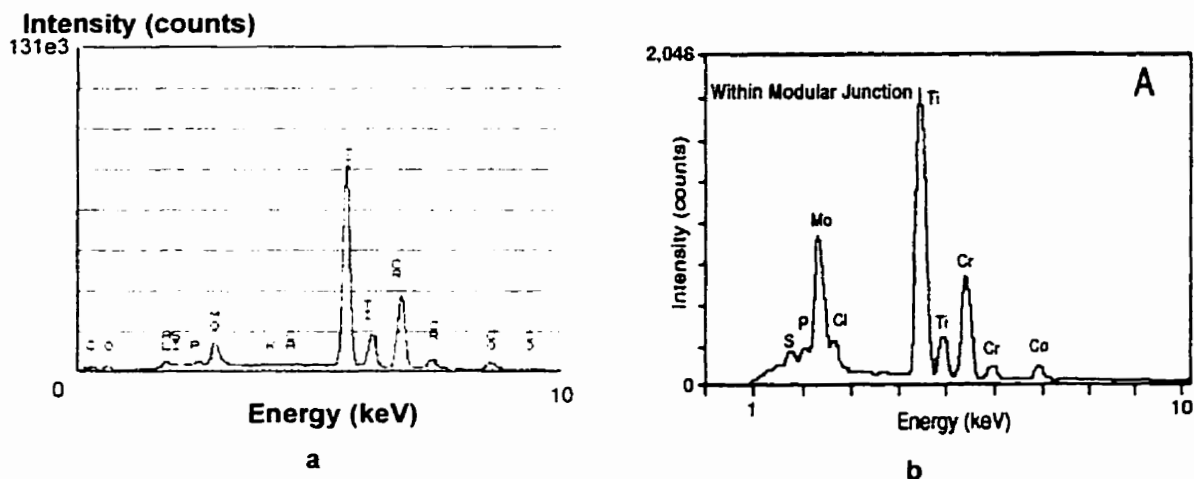 Intensity (counts)
131e3
0
10
Energy (keV)
a
2,048
A
Within Modular Junction
Ti
Mo
Cr
S
P
Cl
Ti
Cr
Co
Intensity (counts)
0
1
10
Energy (keV)
b